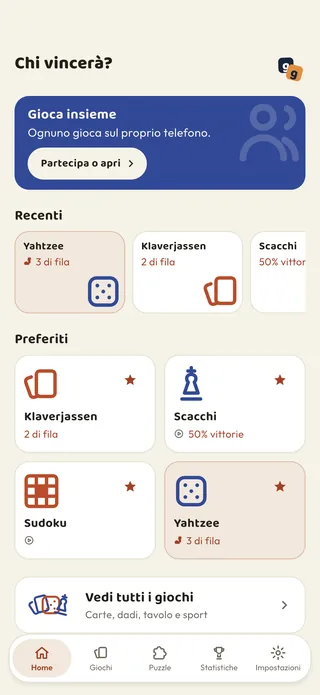 Chi vincerà?
g
g
Gioca insieme
Ognuno gioca sul proprio telefono.
Partecipa o apri
Recenti
Yahtzee
3 di fila
Klaverjassen
2 di fila
Scacchi
50% vittor
Preferiti
Klaverjassen
2 di fila
Scacchi
50% vittorie
Sudoku
Yahtzee
3 di fila
Vedi tutti i giochi
Carte, dadi, tavolo e sport
Home
Giochi
Puzzle
Statistiche
Impostazioni